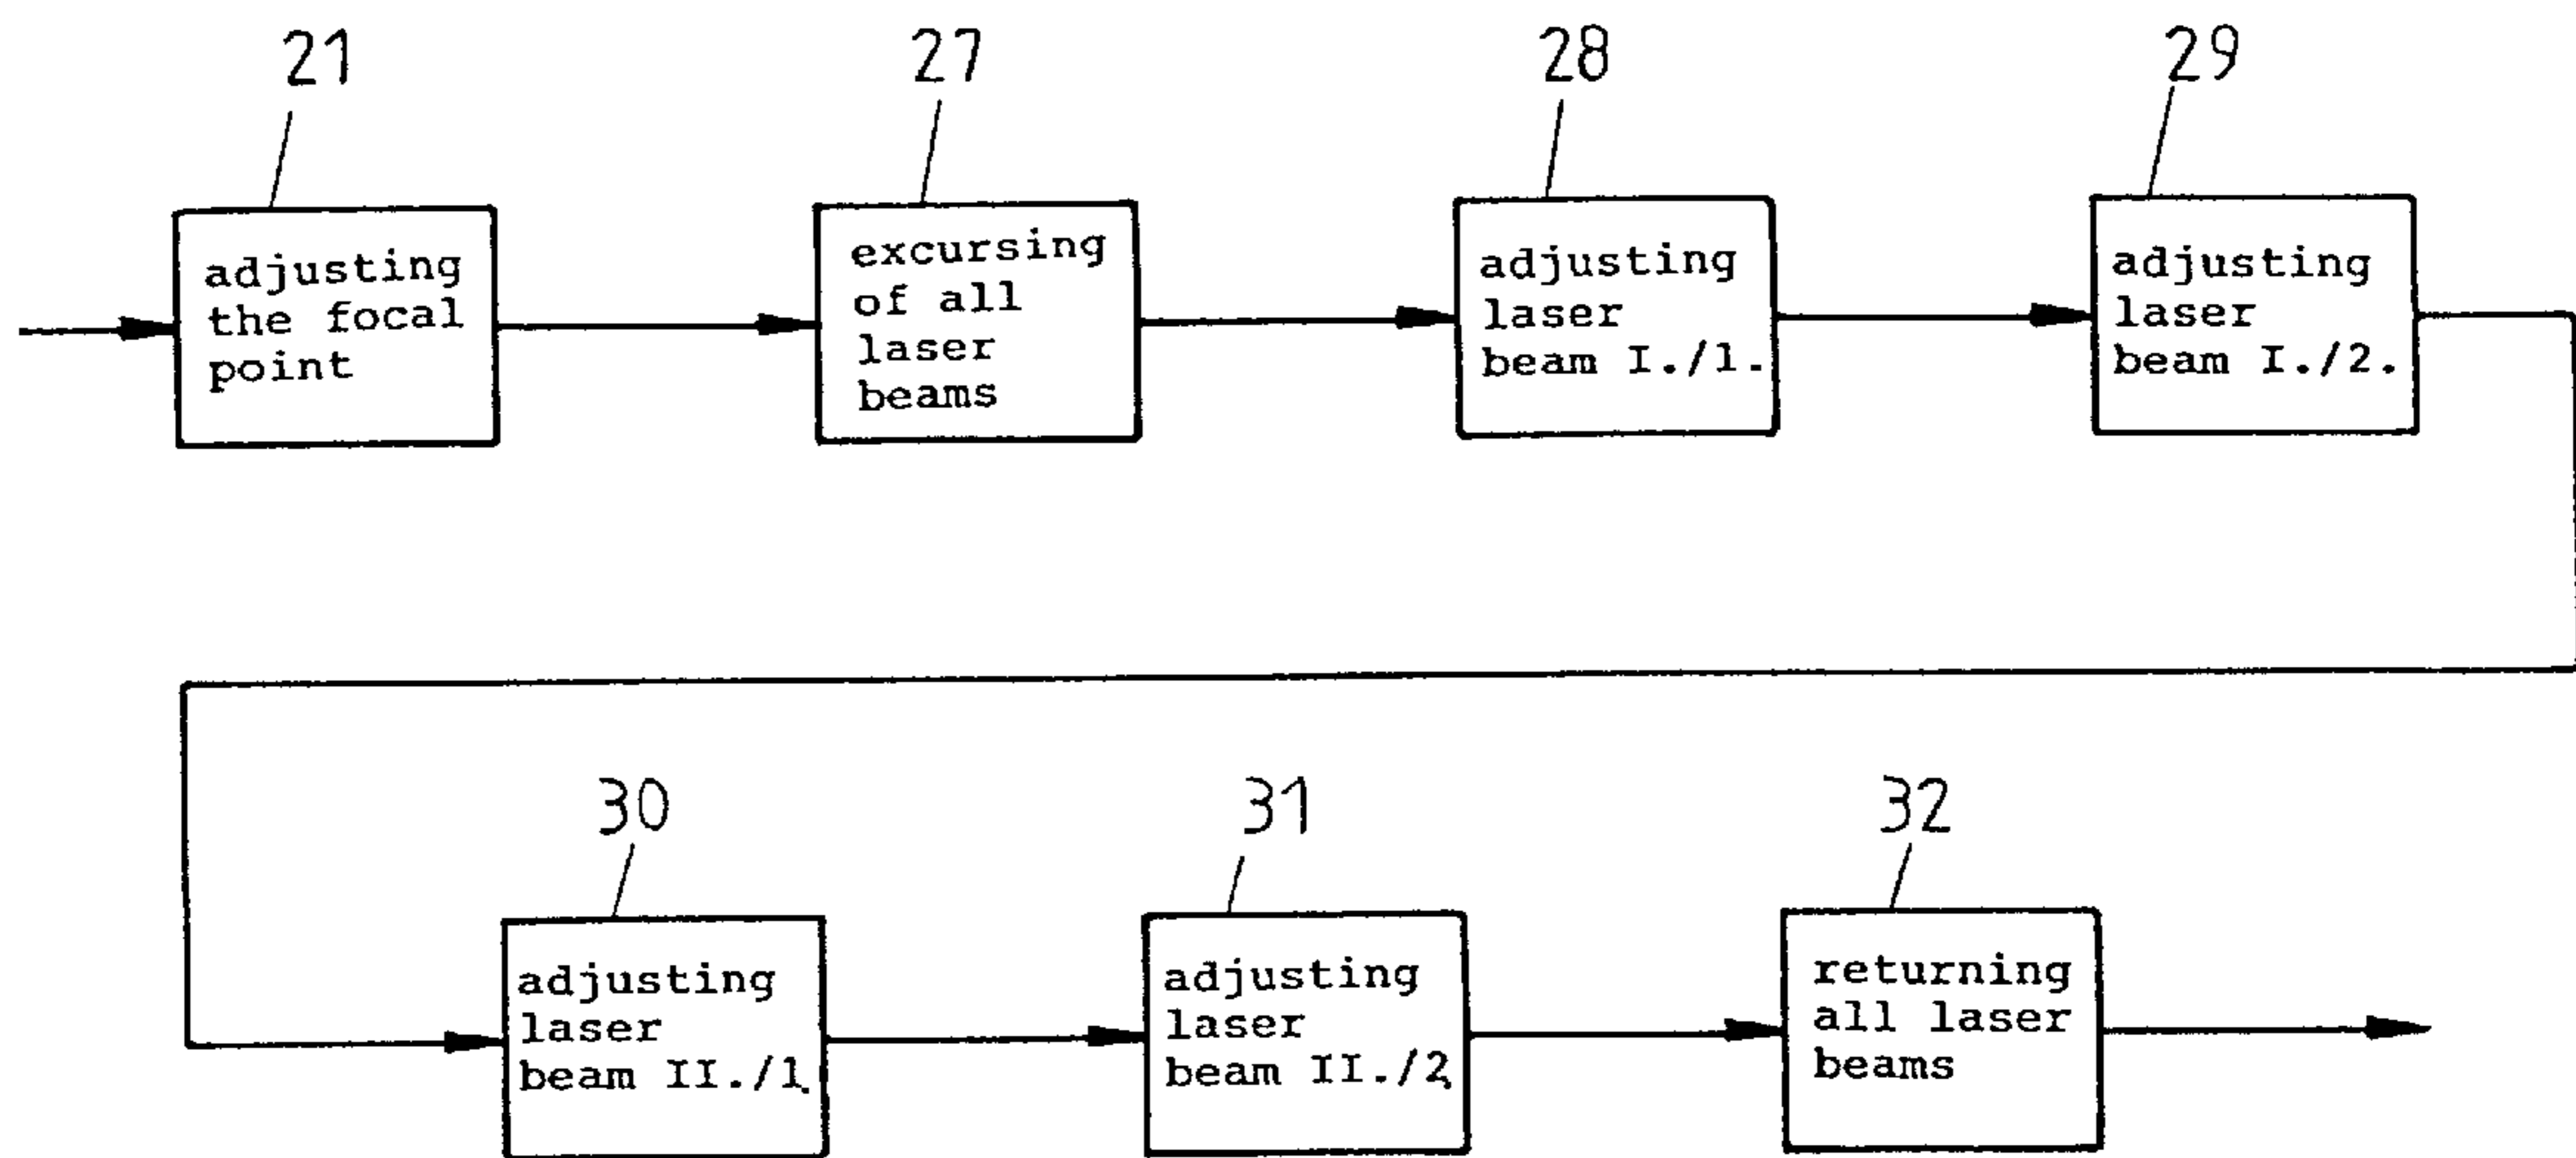 21
27
28
29
adjusting
the focal
point
excursing
of all
laser
beams
adjusting
laser
beam I./1.
adjusting
laser
beam I./2.
30
31
32
adjusting
laser
beam II./1.
adjusting
laser
beam II./2.
returning
all laser
beams